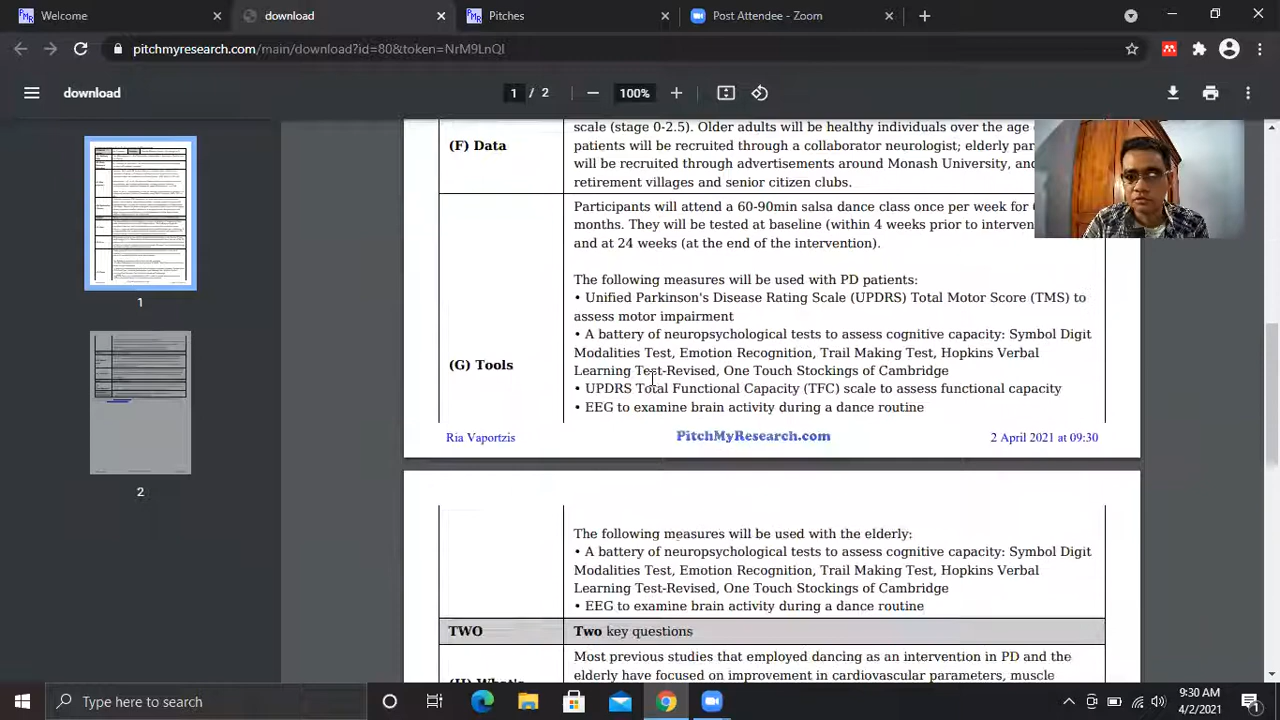 Welcome
download
Pitches
Post Attendee - Zoom
pitchmyresearch.com/main/download?id=80&token=NrM9LnQl
download
1 / 2
100%
scale (stage 0-2.5). Older adults will be healthy individuals over the age
(F) Data
patients will be recruited through a collaborator neurologist; elderly par
will be recruited through advertisements around Monash University, and
retirement villages and senior citizen clubs.
Participants will attend a 60-90min salsa dance class once per week for
months. They will be tested at baseline (within 4 weeks prior to interven
and at 24 weeks (at the end of the intervention).
The following measures will be used with PD patients:
• Unified Parkinson's Disease Rating Scale (UPDRS) Total Motor Score (TMS) to
assess motor impairment
• A battery of neuropsychological tests to assess cognitive capacity: Symbol Digit
Modalities Test, Emotion Recognition, Trail Making Test, Hopkins Verbal
(G) Tools
Learning Test-Revised, One Touch Stockings of Cambridge
• UPDRS Total Functional Capacity (TFC) scale to assess functional capacity
• EEG to examine brain activity during a dance routine
Ria Vaportzis
PitchMyResearch.com
2 April 2021 at 09:30
1
2
The following measures will be used with the elderly:
• A battery of neuropsychological tests to assess cognitive capacity: Symbol Digit
Modalities Test, Emotion Recognition, Trail Making Test, Hopkins Verbal
Learning Test-Revised, One Touch Stockings of Cambridge
• EEG to examine brain activity during a dance routine
TWO
Two key questions
Most previous studies that employed dancing as an intervention in PD and the
(H) What's
elderly have focused on improvement in cardiovascular parameters, muscle
Type here to search
9:30 AM
4/2/2021